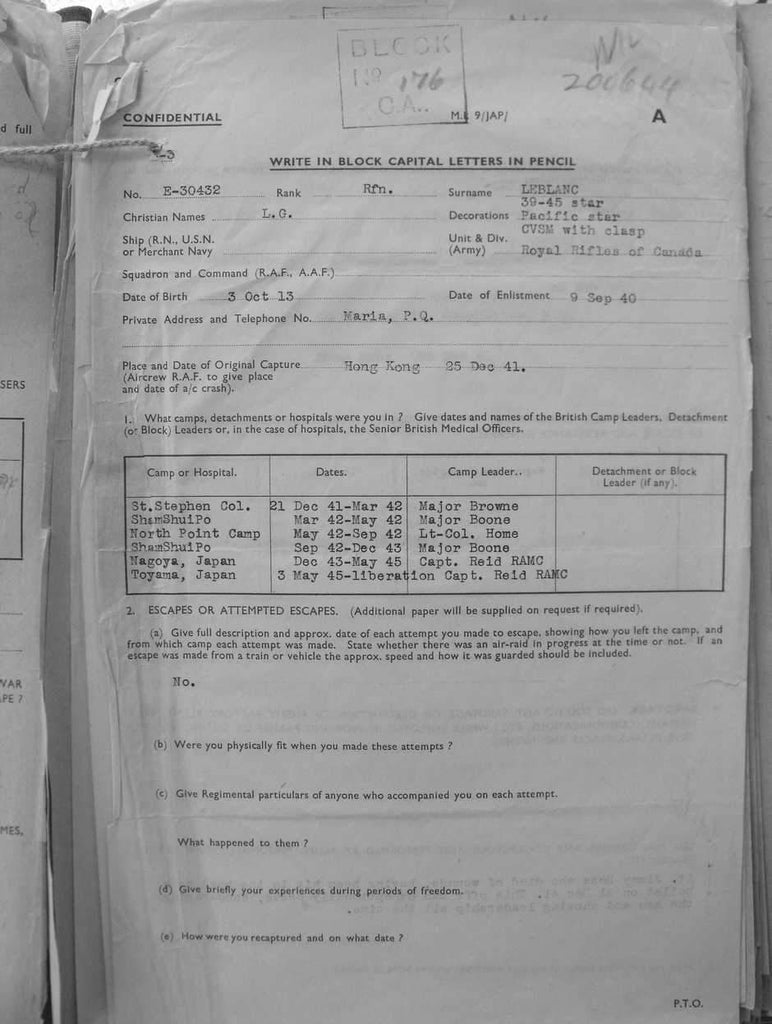 BLOCK
No 176
C.A..
200644
CONFIDENTIAL
M.I. 9/JAP/
A
WRITE IN BLOCK CAPITAL LETTERS IN PENCIL
No. E-30432 Rank Rfn. Surname LEBLANC
39-45 star
Christian Names L.G. Decorations Pacific star
CVSM with clasp
Ship (R.N., U.S.N. or Merchant Navy
Unit & Div. (Army) Royal Rifles of Canada
Squadron and Command (R.A.F., A.A.F.)
Date of Birth 3 Oct 13 Date of Enlistment 9 Sep 40
Private Address and Telephone No. Maria, P.Q.
Place and Date of Original Capture Hong Kong 25 Dec 41.
(Aircrew R.A.F. to give place
and date of a/c crash).
1. What camps, detachments or hospitals were you in ? Give dates and names of the British Camp Leaders, Detachment
(or Block) Leaders or, in the case of hospitals, the Senior British Medical Officers.
Camp or Hospital. Dates. Camp Leader.. Detachment or Block
Leader (if any).
St.Stephen Col. 21 Dec 41-Mar 42 Major Browne
ShamShuiPo Mar 42-May 42 Major Boone
North Point Camp May 42-Sep 42 Lt-Col. Home
ShamShuiPo Sep 42-Dec 43 Major Boone
Nagoya, Japan Dec 43-May 45 Capt. Reid RAMC
Toyama, Japan 3 May 45-liberation Capt. Reid RAMC
2. ESCAPES OR ATTEMPTED ESCAPES. (Additional paper will be supplied on request if required).
(a) Give full description and approx. date of each attempt you made to escape, showing how you left the camp, and
from which camp each attempt was made. State whether there was an air-raid in progress at the time or not. If an
escape was made from a train or vehicle the approx. speed and how it was guarded should be included.
No.
(b) Were you physically fit when you made these attempts ?
(c) Give Regimental particulars of anyone who accompanied you on each attempt.
What happened to them ?
(d) Give briefly your experiences during periods of freedom.
(e) How were you recaptured and on what date ?
P.T.O.
d full
SERS
WAR
PE ?
MES,